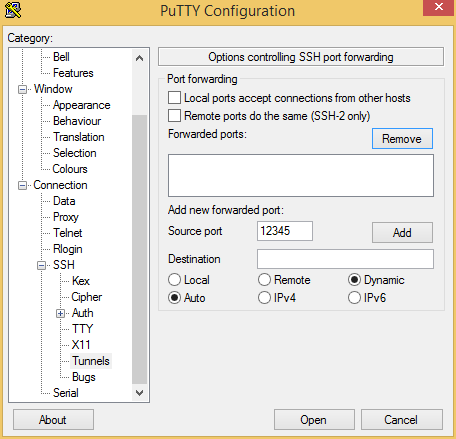 PuTTY Configuration
Category:
Bell
Features
Window
Appearance
Behaviour
Translation
Selection
Colours
Connection
Data
Proxy
Telnet
Rlogin
SSH
Kex
Cipher
Auth
TTY
X11
Tunnels
Bugs
Serial
Options controlling SSH port forwarding
Port forwarding
Local ports accept connections from other hosts
Remote ports do the same (SSH-2 only)
Forwarded ports:
Remove
Add new forwarded port:
Source port 12345 Add
Destination
Local Remote Dynamic
Auto IPv4 IPv6
About Open Cancel